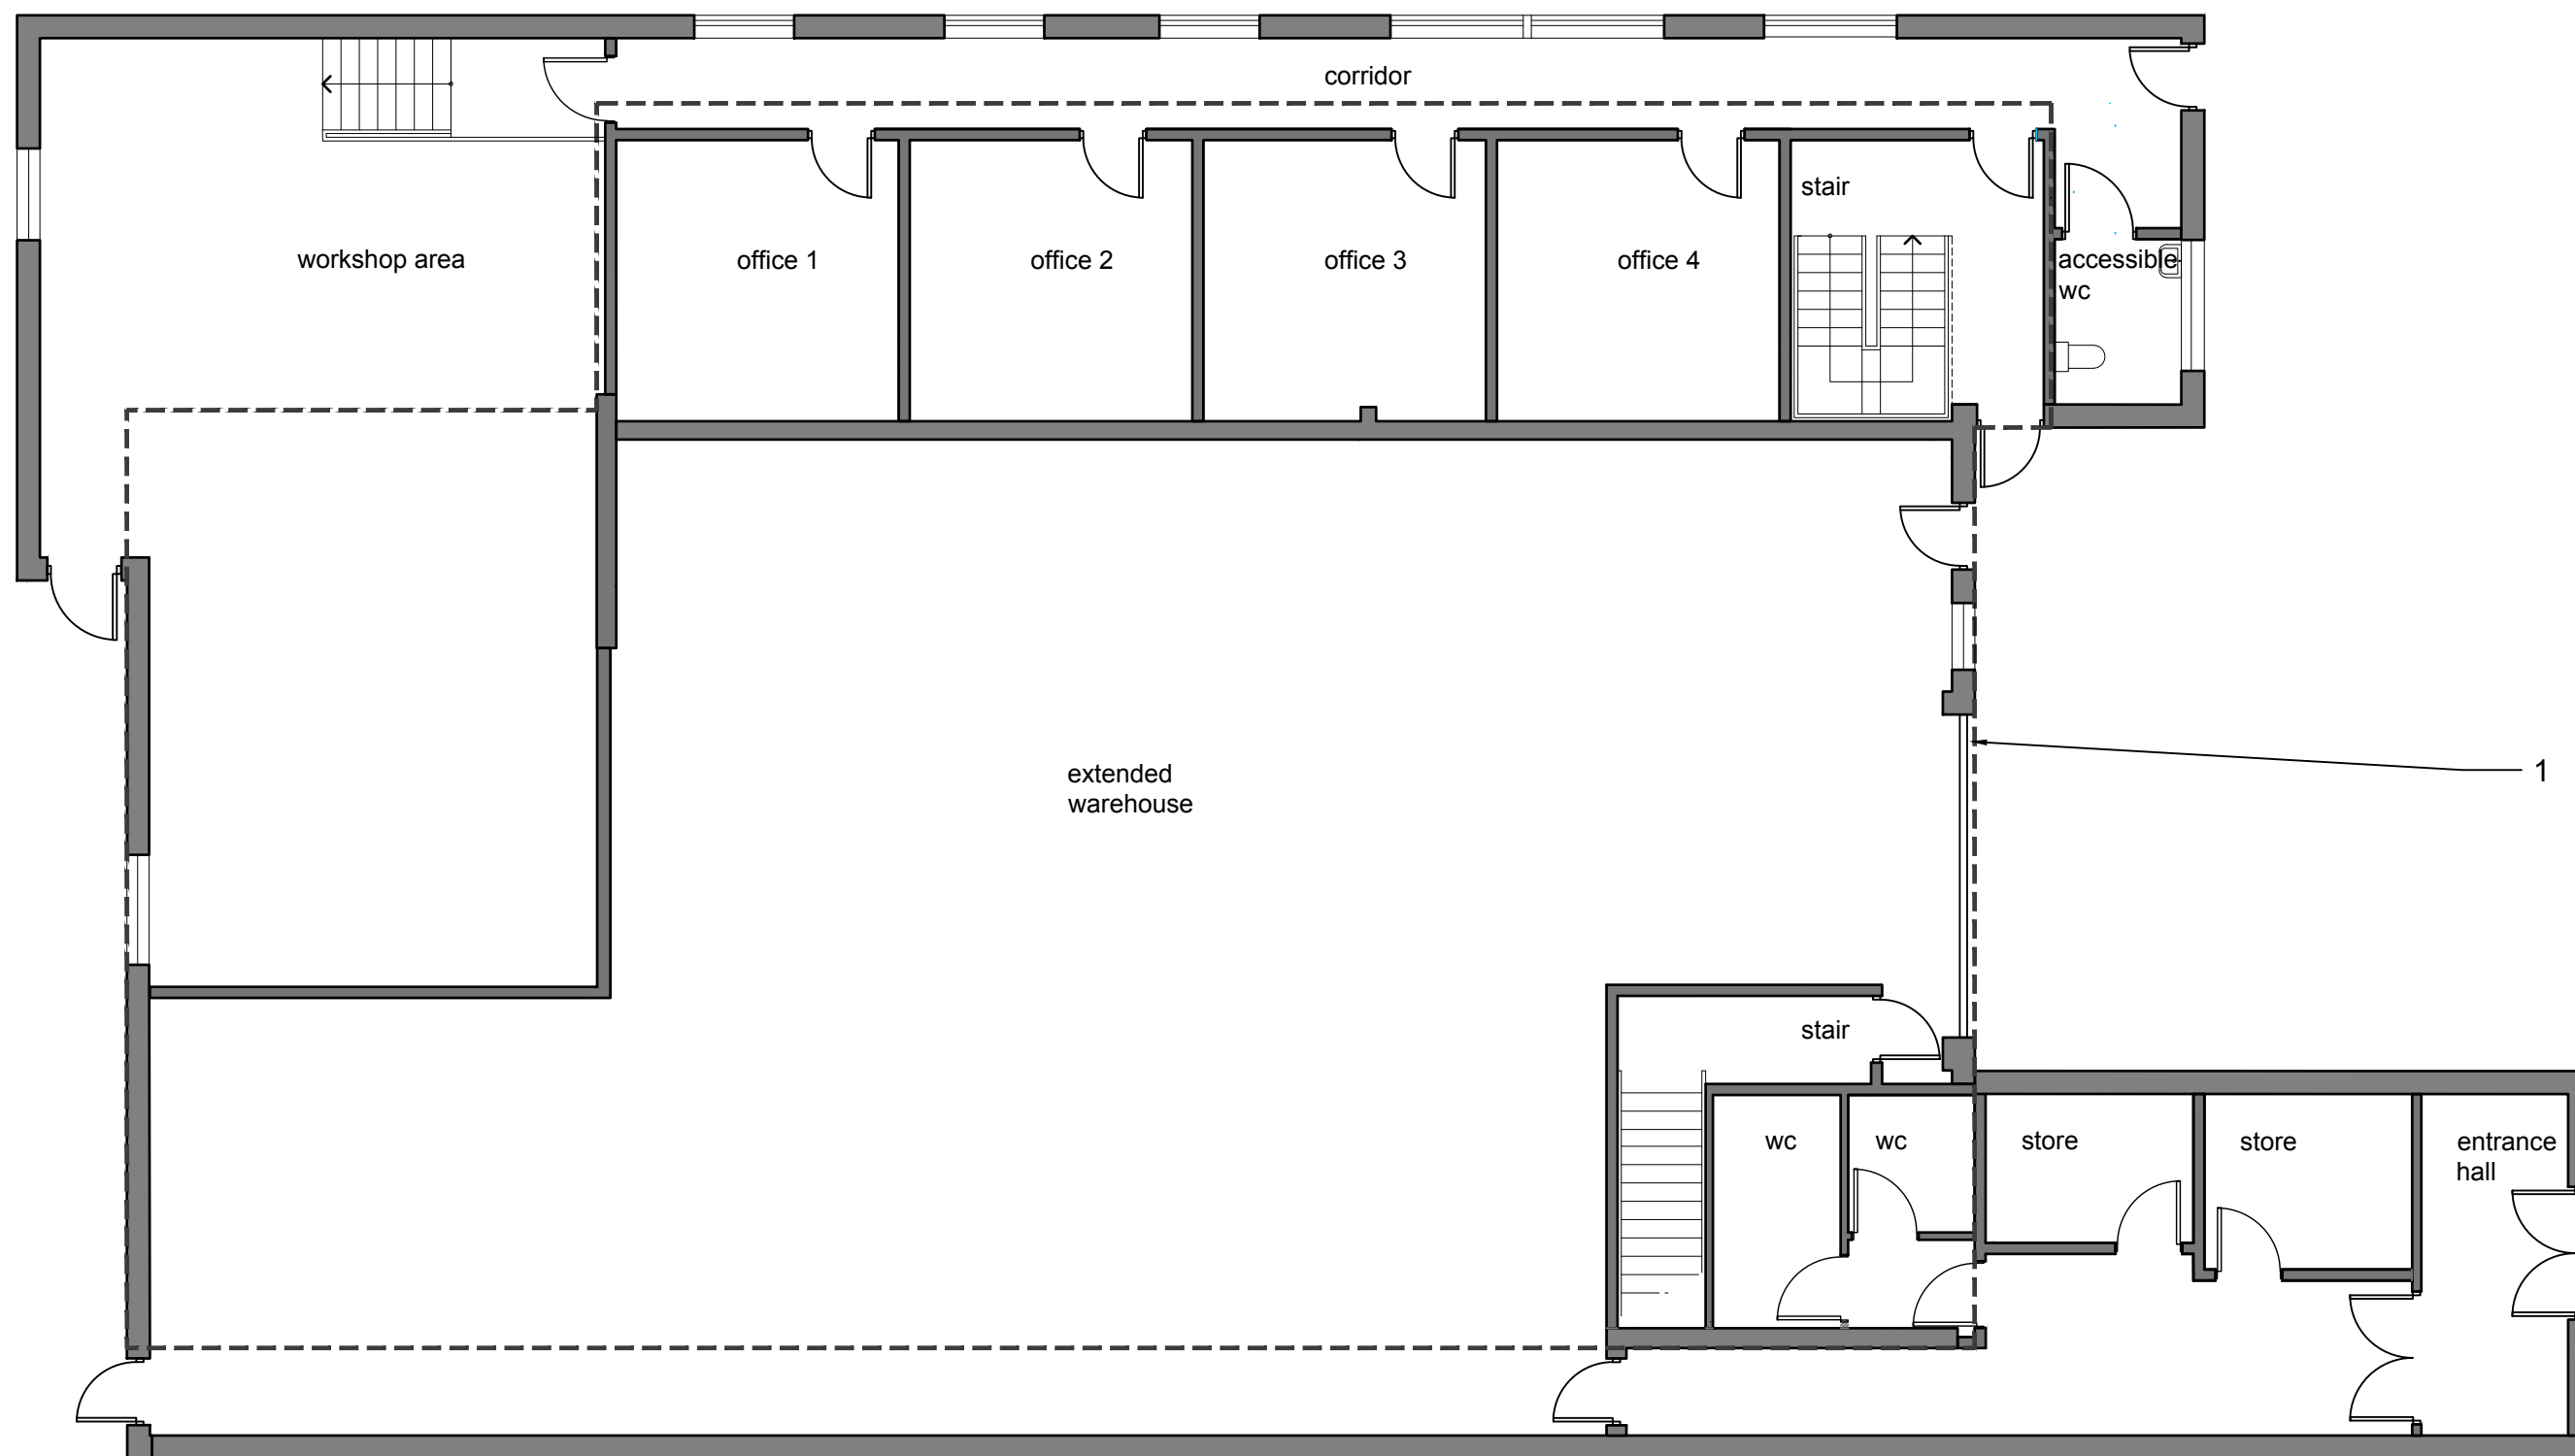 corridor
stair
workshop area
office 1
office 2
office 3
office 4
accessible
wc
extended
warehouse
1
stair
wc
wc
store
store
entrance
hall